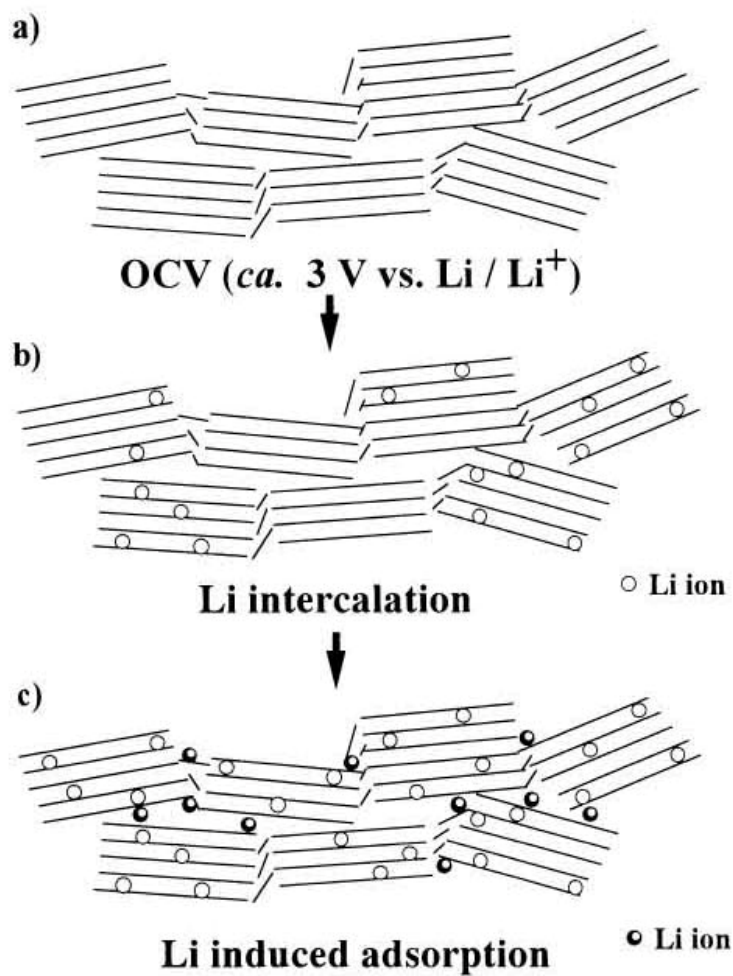 a)
OCV (ca. 3 V vs. Li / Li+)
b)
Li ion
Li intercalation
c)
Li ion
Li induced adsorption